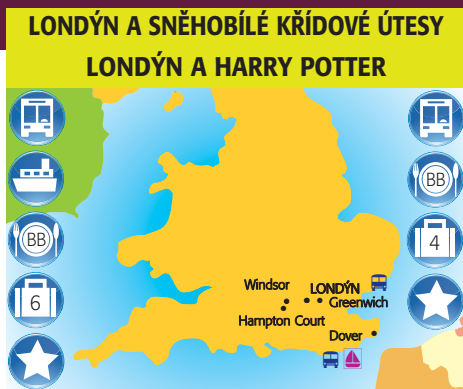 LONDÝN A SNĚHOBÍLÉ KŘÍDOVÉ ÚTESY
LONDÝN A HARRY POTTER
BB
6
BB
4
Windsor
LONDÝN
Greenwich
Hampton Court
Dover